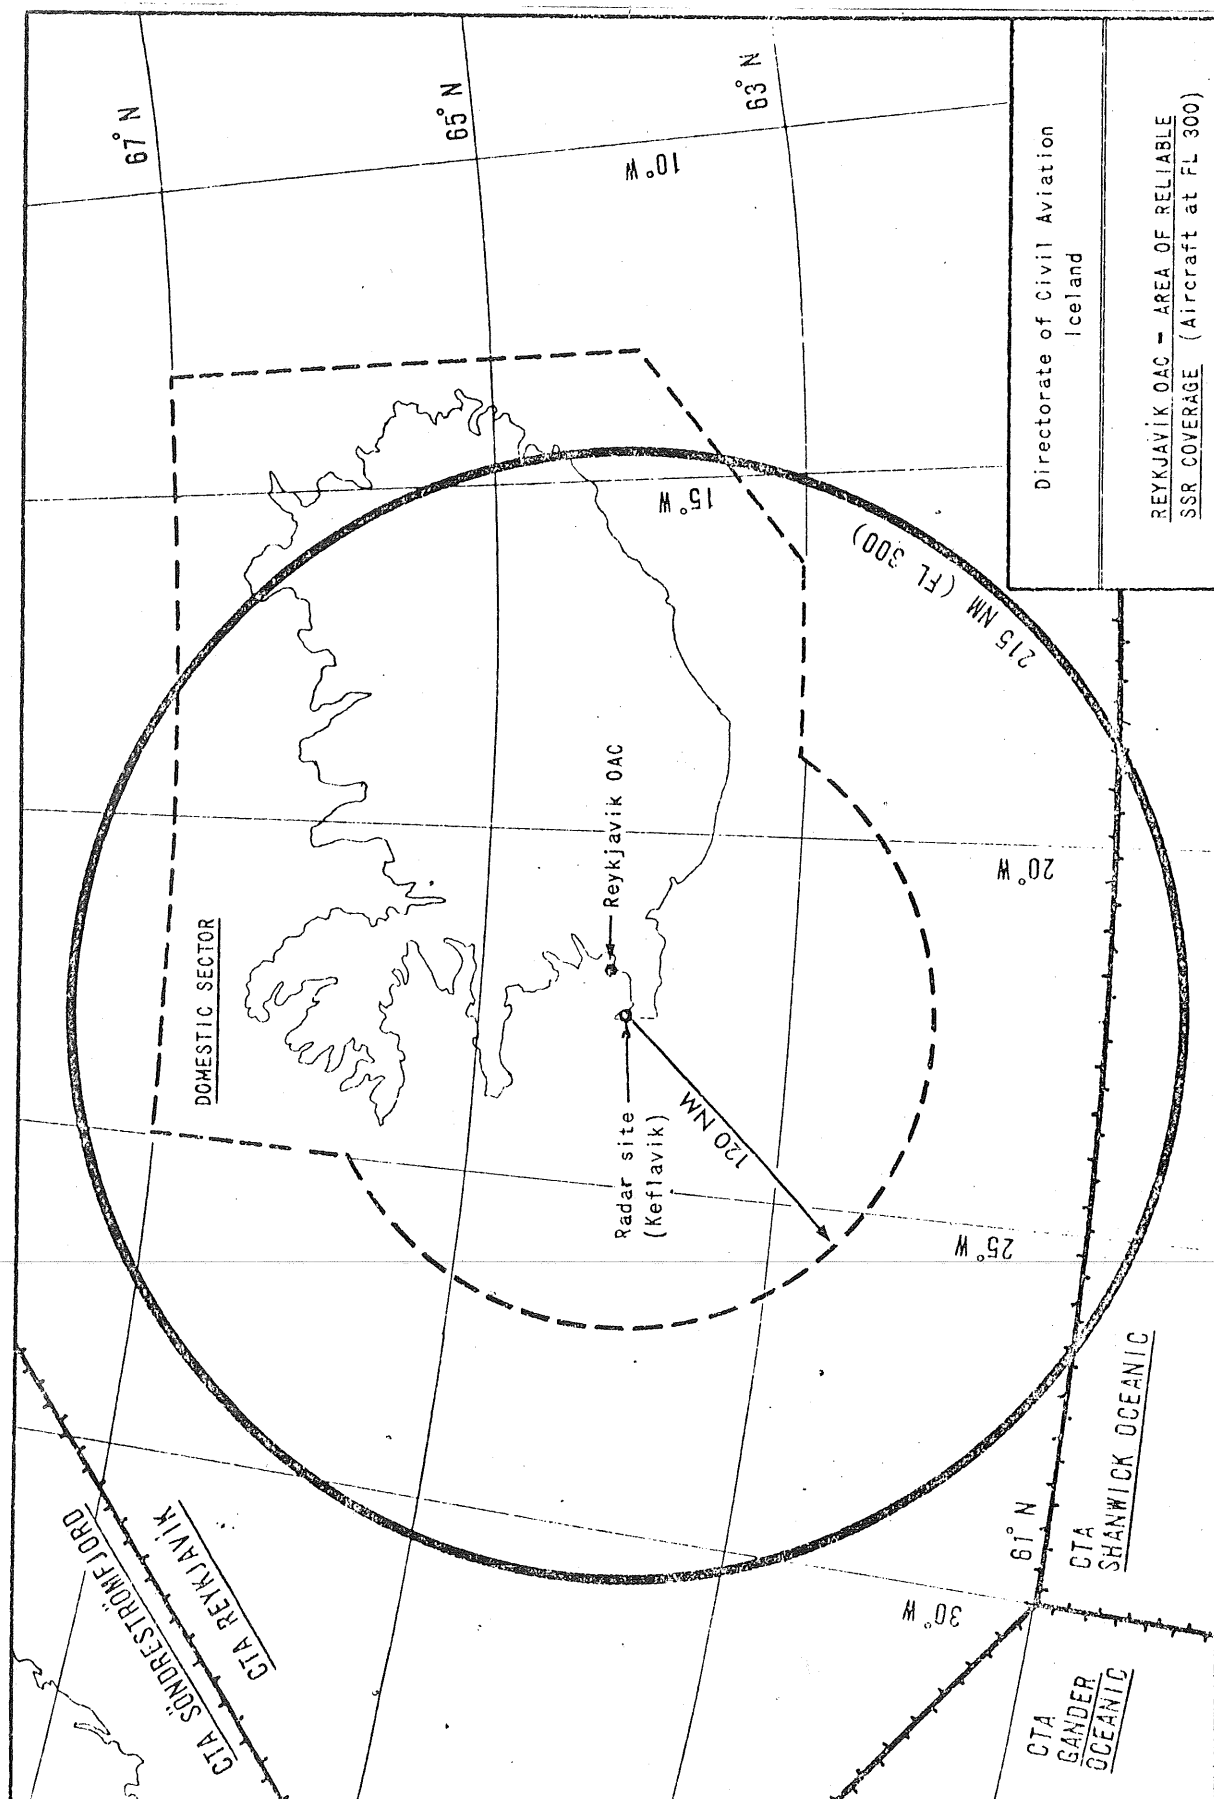 67° N
65° N
63° N
10°W
15°W
20°W
25°W
30°W
61° N
DOMESTIC SECTOR
Reykjavik OAC
Radar site
(Keflavik)
120 NM
215 NM (FL 300)
CTA SÖNDRESTRÖMFJORD
CTA REYKJAVÍK
CTA
SHANWICK OCEANIC
CTA
GANDER
OCEANIC
Directorate of Civil Aviation
Iceland
REYKJAVÍK OAC - AREA OF RELIABLE
SSR COVERAGE (Aircraft at FL 300)